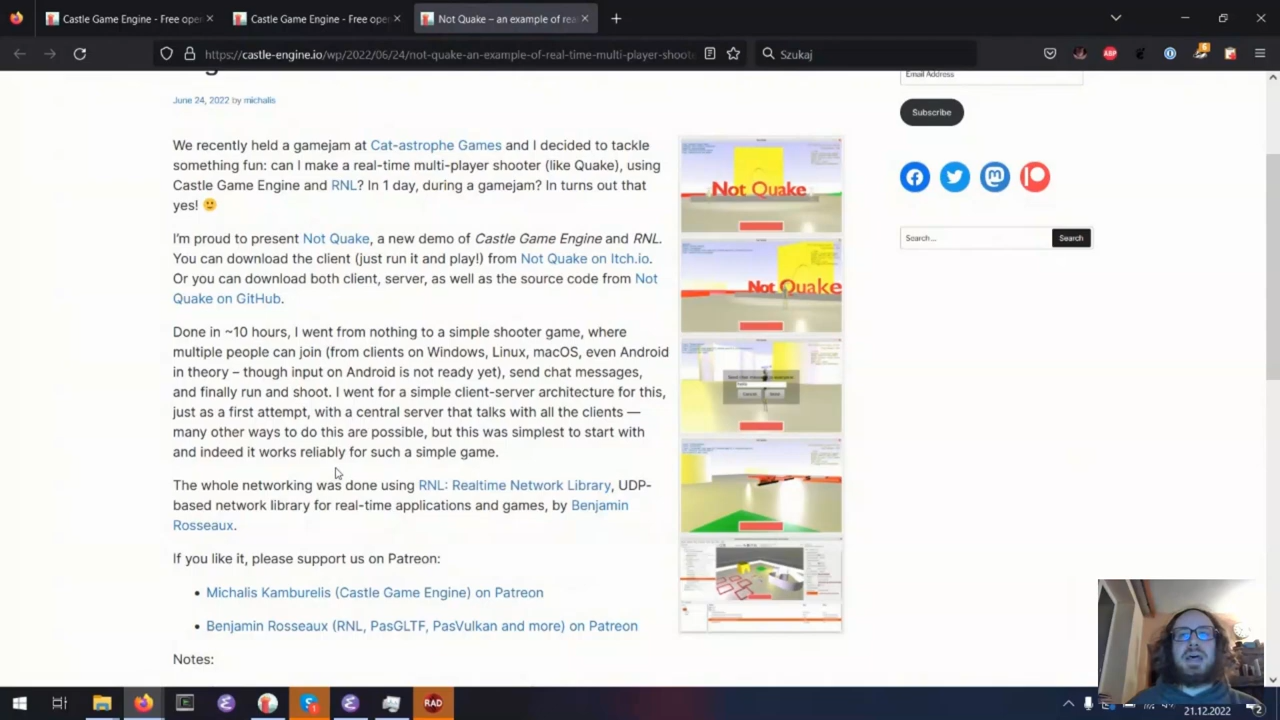 Castle Game Engine - Free ope
Castle Game Engine - Free ope
Not Quake – an example of rea
https://castle-engine.io/wp/2022/06/24/not-quake-an-example-of-real-time-multi-player-shoote
Szukaj
ABP
6
June 24, 2022 by michalis
We recently held a gamejam at Cat-astrophe Games and I decided to tackle
something fun: can I make a real-time multi-player shooter (like Quake), using
Castle Game Engine and RNL? In 1 day, during a gamejam? In turns out that
yes! 🙂
I'm proud to present Not Quake, a new demo of Castle Game Engine and RNL.
You can download the client (just run it and play!) from Not Quake on Itch.io.
Or you can download both client, server, as well as the source code from Not
Quake on GitHub.
Done in ~10 hours, I went from nothing to a simple shooter game, where
multiple people can join (from clients on Windows, Linux, macOS, even Android
in theory – though input on Android is not ready yet), send chat messages,
and finally run and shoot. I went for a simple client-server architecture for this,
just as a first attempt, with a central server that talks with all the clients —
many other ways to do this are possible, but this was simplest to start with
and indeed it works reliably for such a simple game.
The whole networking was done using RNL: Realtime Network Library, UDP-
based network library for real-time applications and games, by Benjamin
Rosseaux.
If you like it, please support us on Patreon:
• Michalis Kamburelis (Castle Game Engine) on Patreon
• Benjamin Rosseaux (RNL, PasGLTF, PasVulkan and more) on Patreon
Notes:
Not Quake
Not Quake
Email Address
Subscribe
Search…
Search
RAD
21.12.2022
2